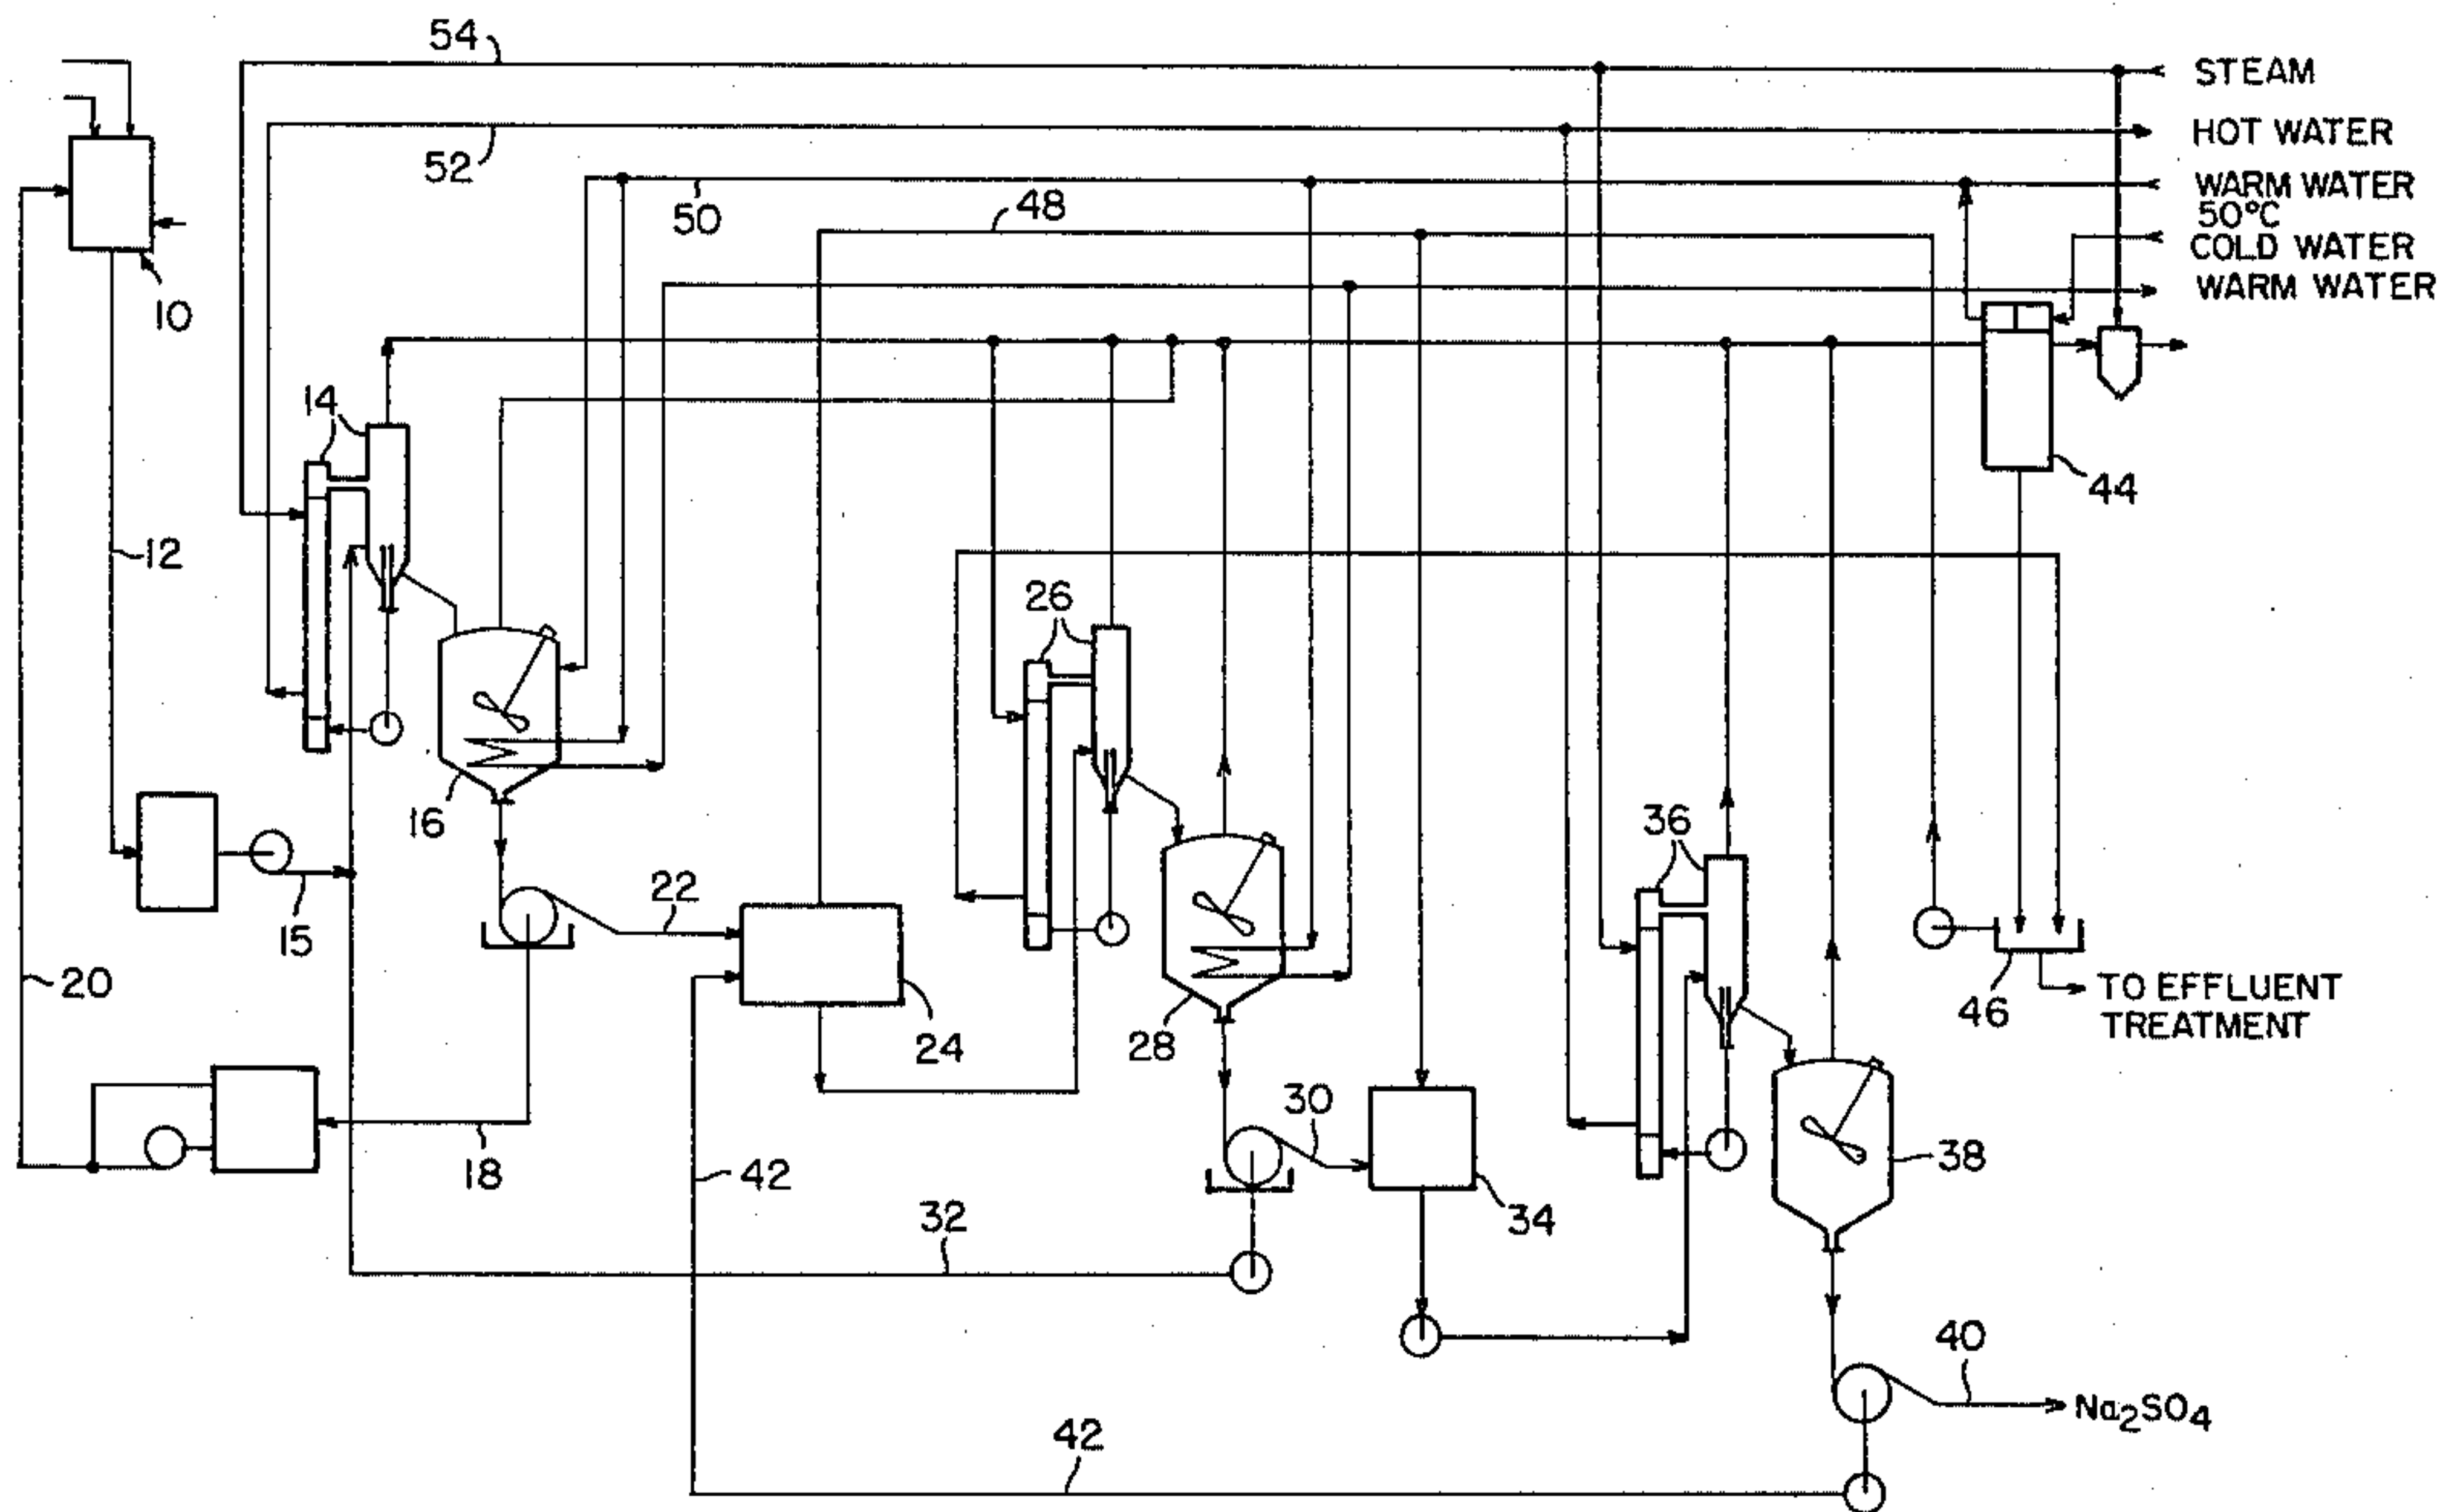 54
STEAM
HOT WATER
52
WARM WATER
50°C
48
50
COLD WATER
WARM WATER
10
14
44
12
26
16
36
22
15
20
46
TO EFFLUENT
TREATMENT
24
28
30
38
18
42
32
34
40
Na2SO4
42